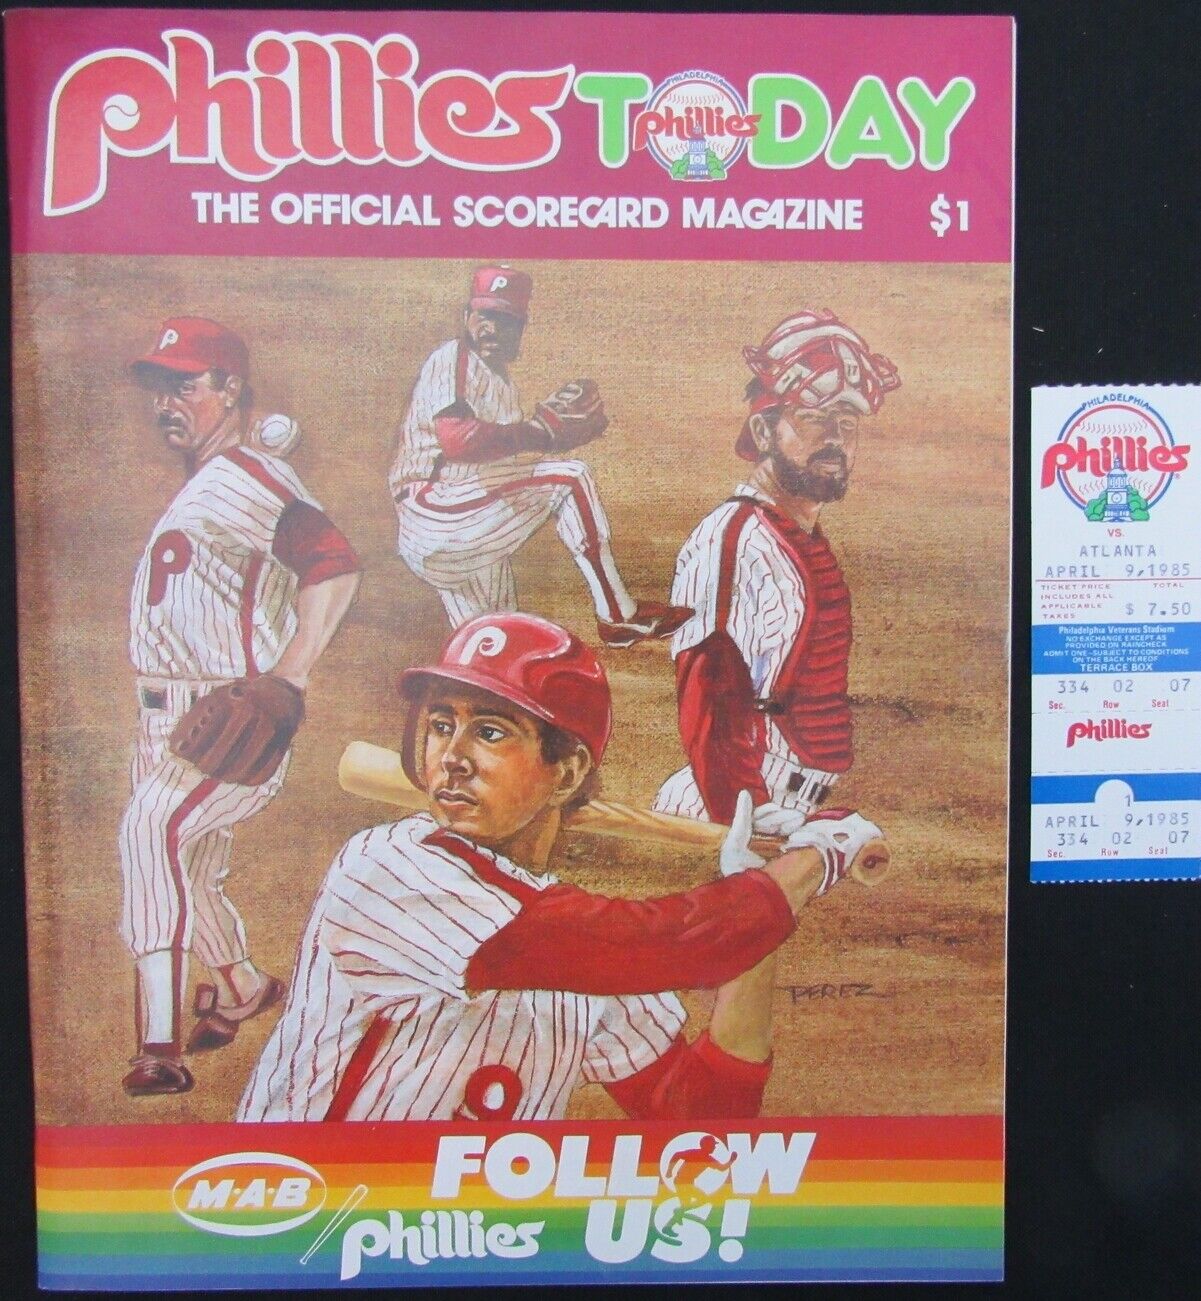 Phillies TODAY
PHILADELPHIA
Phillies
THE OFFICIAL SCORECARD MAGAZINE $1
P
P
P
17
P
P
PEREZ
M·A·B
phillies
FOLLOW
US!
PHILADELPHIA
Phillies
VS.
ATLANTA
APRIL 9,1985
TICKET PRICE TOTAL
INCLUDES ALL
APPLICABLE
TAXES $ 7.50
Philadelphia Veterans Stadium
NO EXCHANGE EXCEPT AS
PROVIDED ON RAINCHECK
ADMIT ONE-SUBJECT TO CONDITIONS
ON THE BACK HEREOF
TERRACE BOX
334 02 07
Sec. Row Seat
phillies
1
APRIL 9,1985
334 02 07
Sec. Row Seat